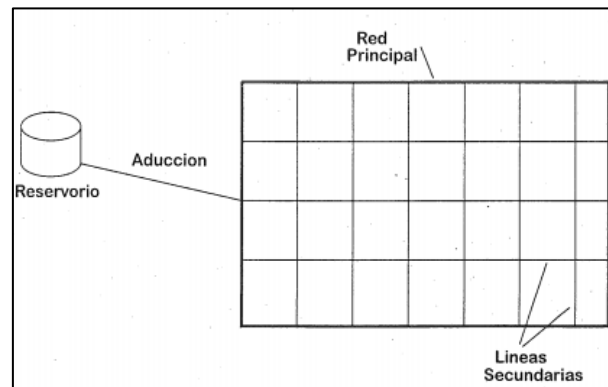 Red
Principal
Aduccion
Reservorio
Lineas
Secundarias